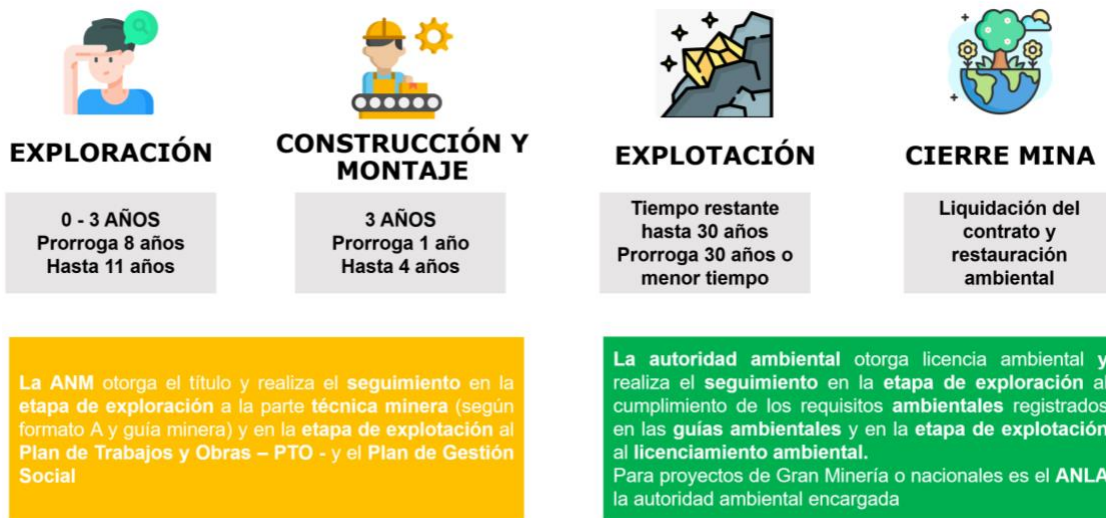 EXPLORACIÓN
0 - 3 AÑOS
Prorroga 8 años
Hasta 11 años
CONSTRUCCIÓN Y
MONTAJE
3 AÑOS
Prorroga 1 año
Hasta 4 años
EXPLOTACIÓN
Tiempo restante
hasta 30 años
Prorroga 30 años o
menor tiempo
CIERRE MINA
Liquidación del
contrato y
restauración
ambiental
La ANM otorga el título y realiza el seguimiento en la
etapa de exploración a la parte técnica minera (según
formato A y guía minera) y en la etapa de explotación al
Plan de Trabajos y Obras – PTO - y el Plan de Gestión
Social
La autoridad ambiental otorga licencia ambiental y
realiza el seguimiento en la etapa de exploración al
cumplimiento de los requisitos ambientales registrados
en las guías ambientales y en la etapa de explotación
al licenciamiento ambiental.
Para proyectos de Gran Minería o nacionales es el ANLA
la autoridad ambiental encargada